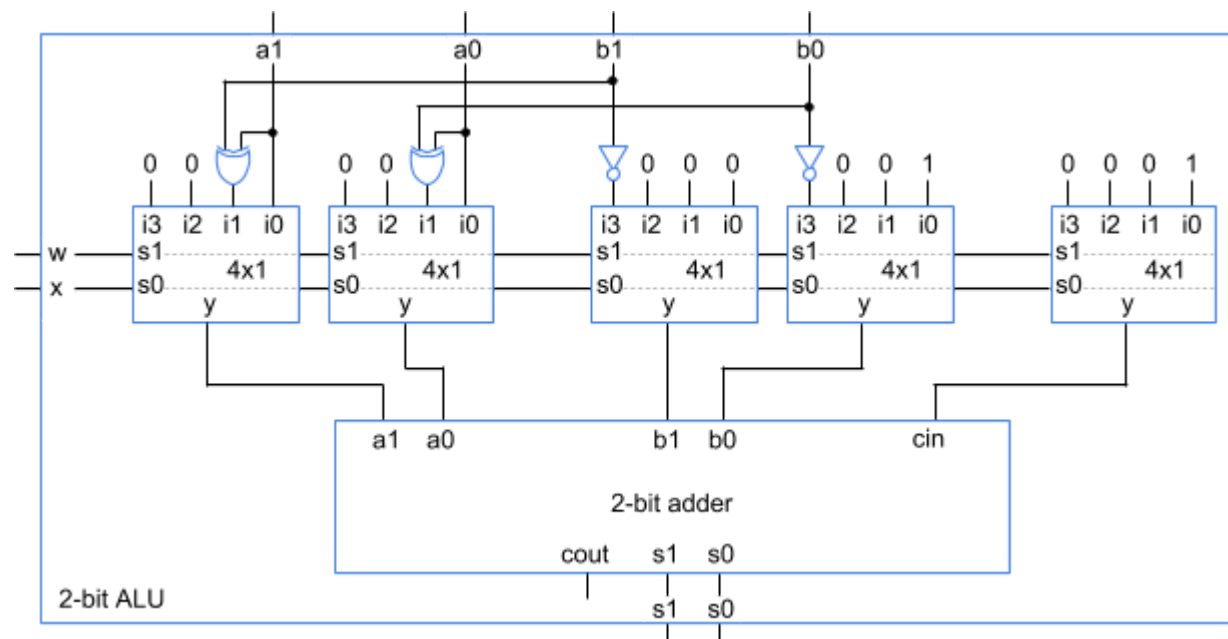 a1 a0 b1 b0
0 0 0 0 0 0 0 0 0 1 0 0 0 1
i3 i2 i1 i0 i3 i2 i1 i0 i3 i2 i1 i0 i3 i2 i1 i0 i3 i2 i1 i0
w s1 s1 s1 s1 s1
4x1 4x1 4x1 4x1 4x1
x s0 s0 s0 s0 s0
y y y y y
a1 a0 b1 b0 cin
2-bit adder
cout s1 s0
2-bit ALU s1 s0